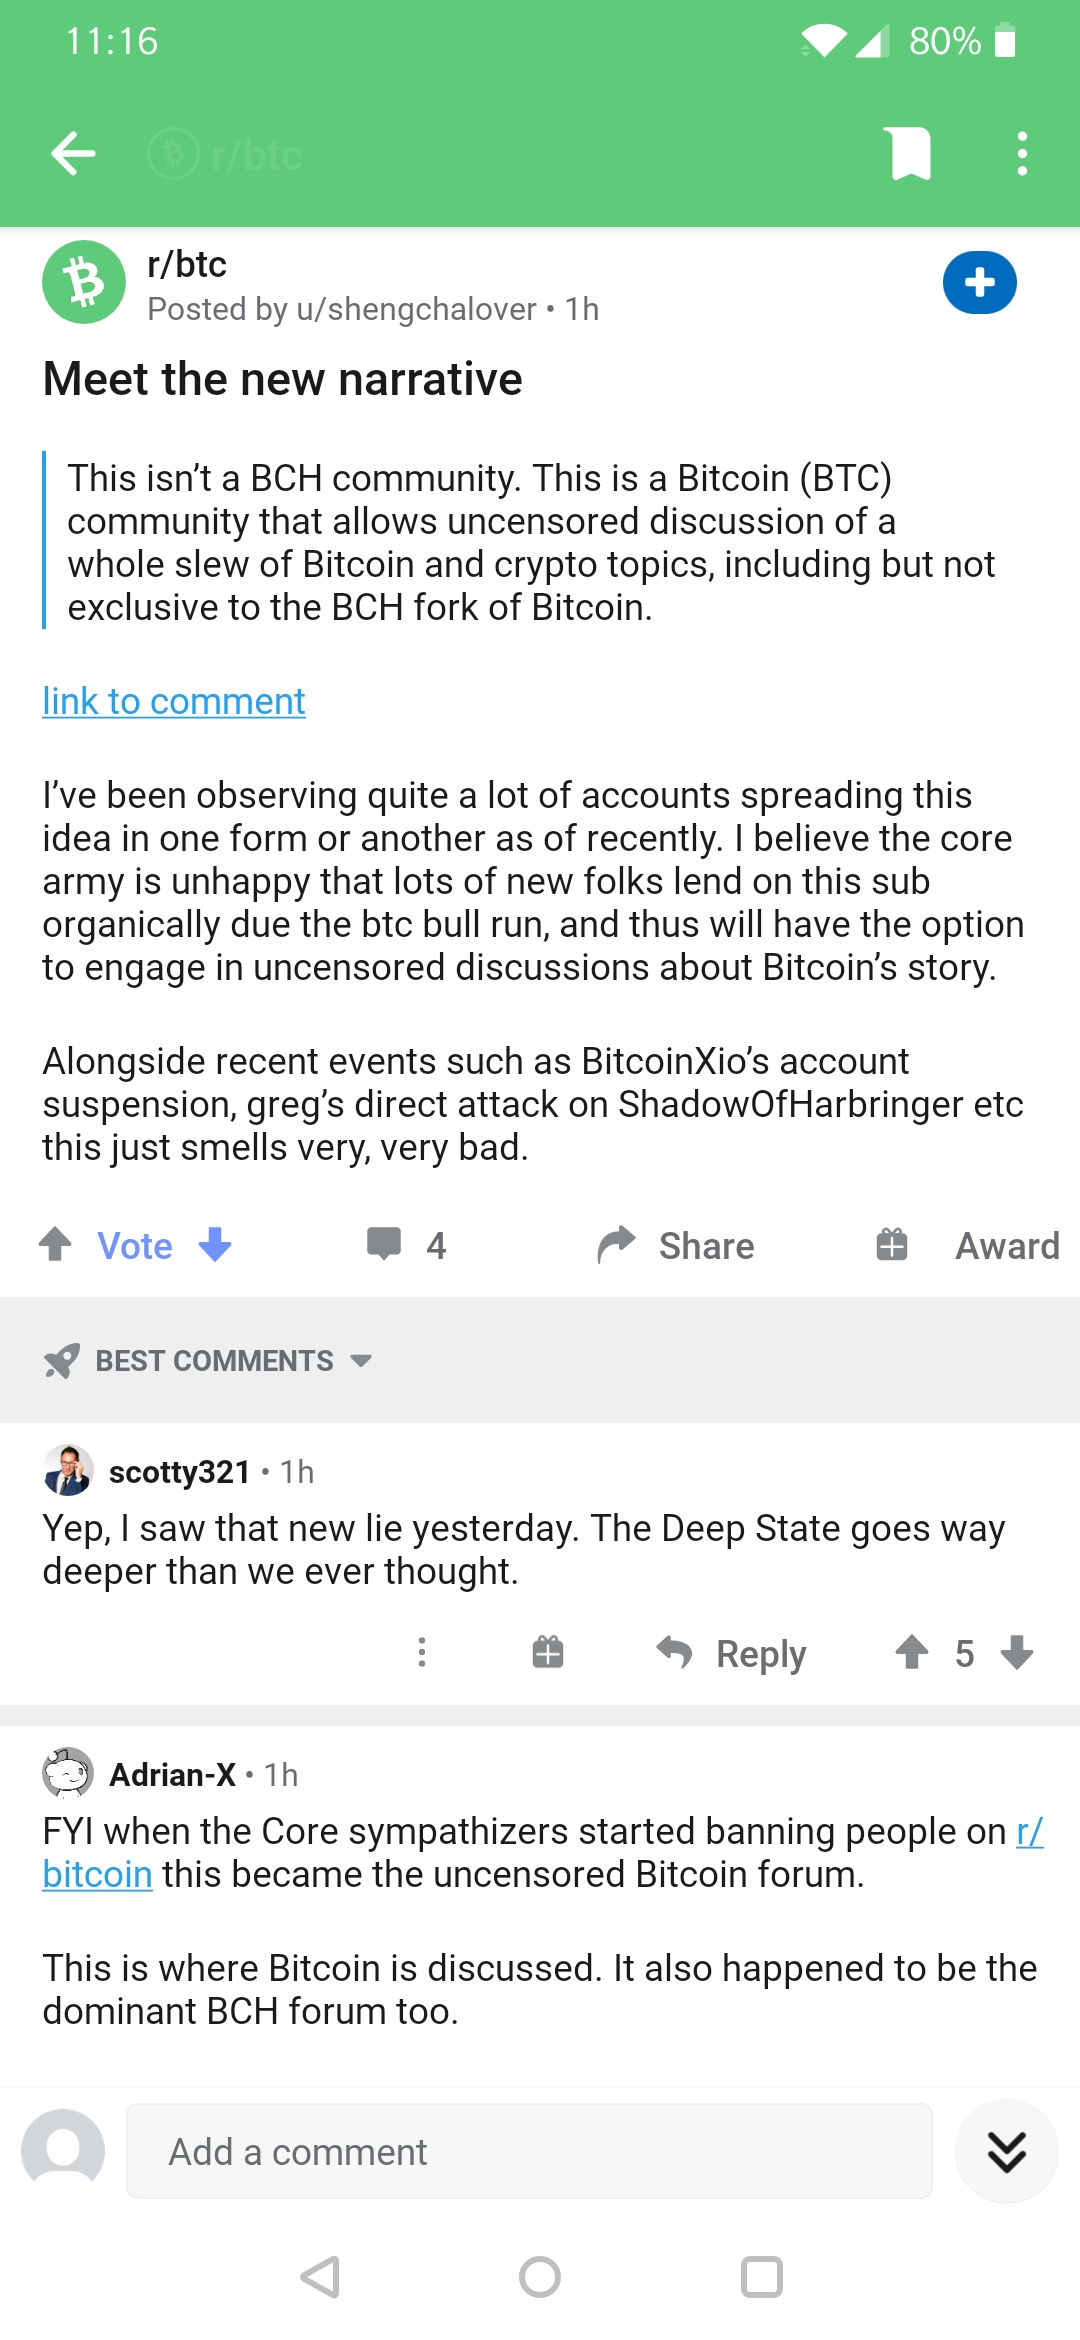 11:16
80%
r/btc
r/btc
Posted by u/shengchalover • 1h
Meet the new narrative
This isn’t a BCH community. This is a Bitcoin (BTC)
community that allows uncensored discussion of a
whole slew of Bitcoin and crypto topics, including but not
exclusive to the BCH fork of Bitcoin.
link to comment
I’ve been observing quite a lot of accounts spreading this
idea in one form or another as of recently. I believe the core
army is unhappy that lots of new folks lend on this sub
organically due the btc bull run, and thus will have the option
to engage in uncensored discussions about Bitcoin’s story.
Alongside recent events such as BitcoinXio’s account
suspension, greg’s direct attack on ShadowOfHarbringer etc
this just smells very, very bad.
Vote 4 Share Award
BEST COMMENTS
scotty321 • 1h
Yep, I saw that new lie yesterday. The Deep State goes way
deeper than we ever thought.
Reply 5
Adrian-X • 1h
FYI when the Core sympathizers started banning people on r/
bitcoin this became the uncensored Bitcoin forum.
This is where Bitcoin is discussed. It also happened to be the
dominant BCH forum too.
Add a comment